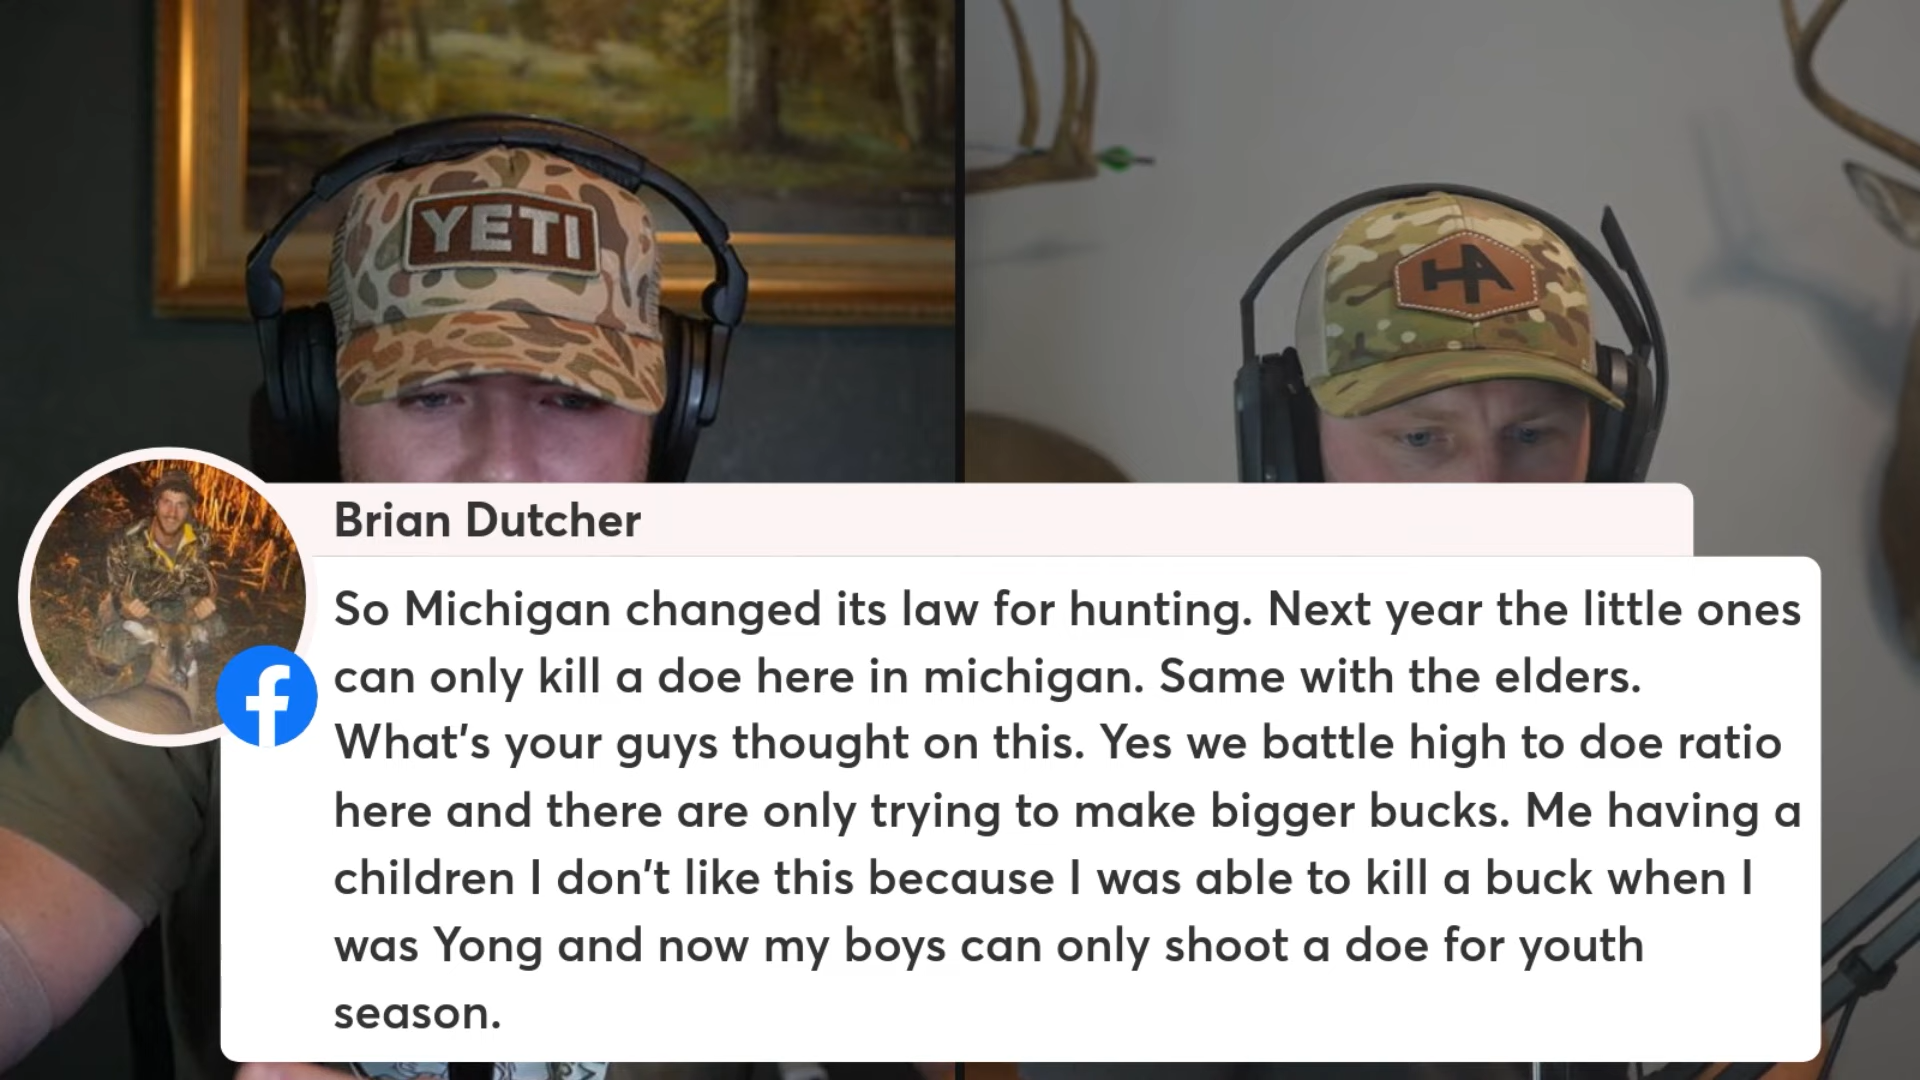 YETI
HA
Brian Dutcher
So Michigan changed its law for hunting. Next year the little ones
can only kill a doe here in michigan. Same with the elders.
What's your guys thought on this. Yes we battle high to doe ratio
here and there are only trying to make bigger bucks. Me having a
children I don't like this because I was able to kill a buck when I
was Yong and now my boys can only shoot a doe for youth
season.